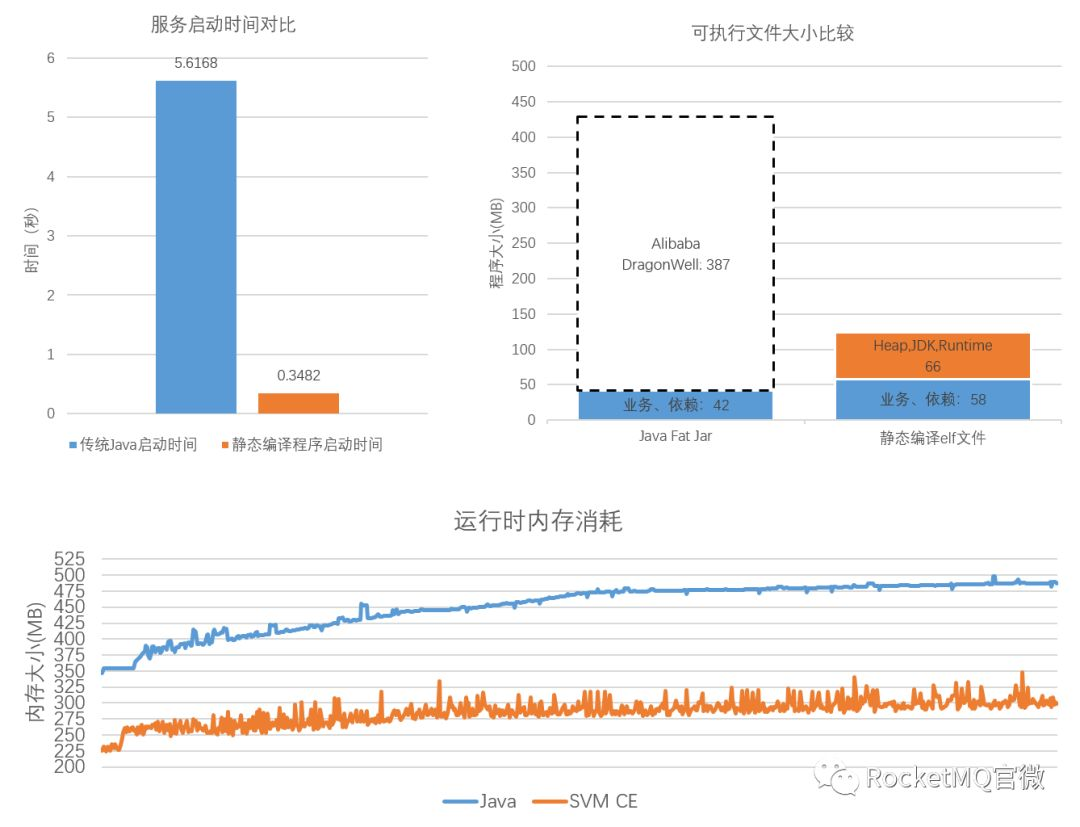 服务启动时间对比
6
5.6168
5
4
3
2
1
0.3482
0
时间（秒）
传统Java启动时间
静态编译程序启动时间
可执行文件大小比较
500
450
400
350
300
250
200
150
100
50
0
程序大小(MB)
Alibaba
DragonWell: 387
业务、依赖：42
Heap,JDK,Runtime
66
业务、依赖：58
Java Fat Jar
静态编译elf文件
运行时内存消耗
525
500
475
450
425
400
375
350
325
300
275
250
225
200
内存大小(MB)
Java
SVM CE
RocketMQ官微